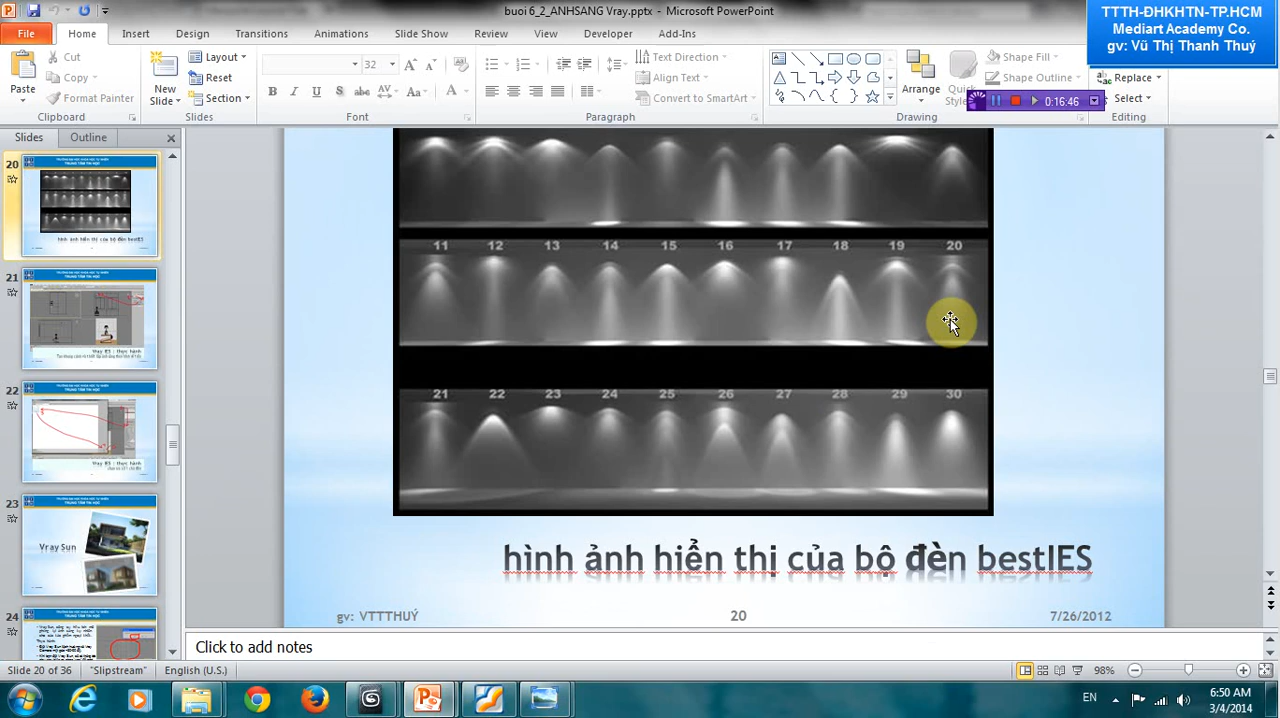 buoi 6_2_ANHSANG Vray.pptx - Microsoft PowerPoint
TTTH-ĐHKHTN-TP.HCM
Mediart Academy Co.
gv: Vũ Thị Thanh Thuý
File Home Insert Design Transitions Animations Slide Show Review View Developer Add-Ins
Paste
Cut
Copy
Format Painter
Clipboard
New Slide
Layout
Reset
Section
Slides
32
Font
Text Direction
Align Text
Convert to SmartArt
Paragraph
Arrange
Shape Fill
Shape Outline
Drawing
Replace
Select
Editing
0:16:46
Slides Outline
20
21
22
23
Vray Sun
24
11 12 13 14 15 16 17 18 19 20
21 22 23 24 25 26 27 28 29 30
hình ảnh hiển thị của bộ đèn bestIES
gv: VTTTHUÝ 20 7/26/2012
Click to add notes
Slide 20 of 36 "Slipstream" English (U.S.) 98%
EN
6:50 AM
3/4/2014